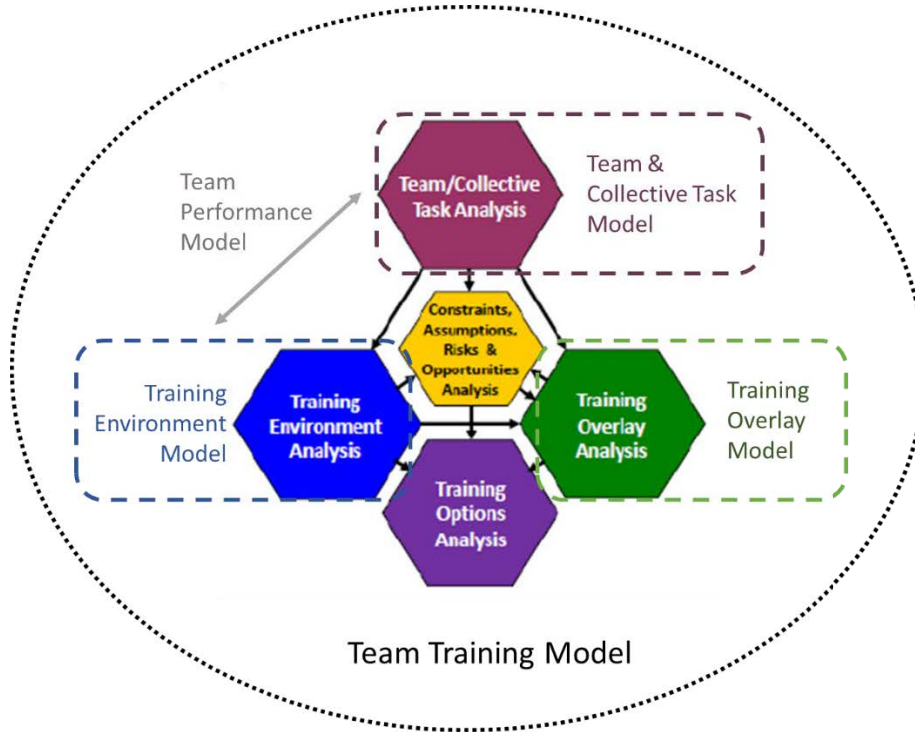 Team/Collective
Task Analysis
Team &
Collective Task
Model
Team
Performance
Model
Constraints,
Assumptions,
Risks &
Opportunities
Analysis
Training
Environment
Model
Training
Environment
Analysis
Training
Overlay
Analysis
Training
Overlay
Model
Training
Options
Analysis
Team Training Model